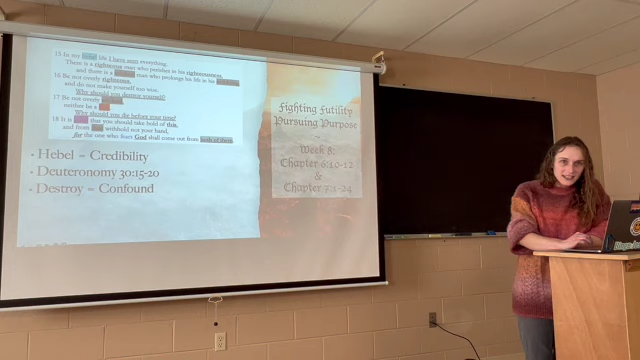 15 In my hebel life I have seen everything.
There is a righteous man who perishes in his righteousness,
and there is a man who prolongs his life in his
16 Be not overly righteous,
and do not make yourself too wise.
Why should you destroy yourself?
17 Be not overly
neither be a
Why should you die before your time?
18 It is that you should take hold of this,
and from withhold not your hand,
for the one who fears God shall come out from both of them.
• Hebel = Credibility
• Deuteronomy 30:15-20
• Destroy = Confound
Fighting Futility
Pursuing Purpose
~
Week 8:
Chapter 6:10-12
&
Chapter 7:1-24